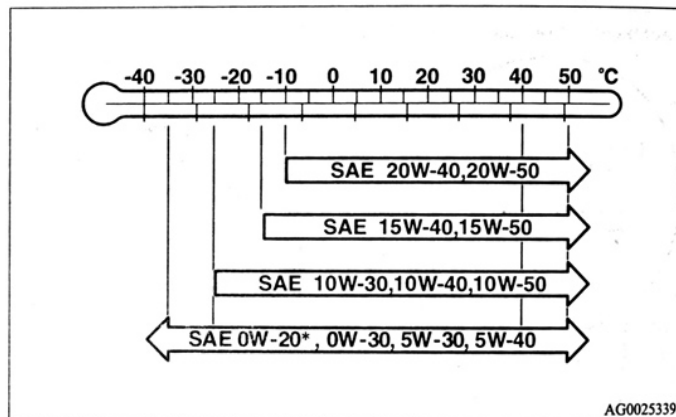 -40 -30 -20 -10 0 10 20 30 40 50 °C
SAE 20W-40,20W-50
SAE 15W-40,15W-50
SAE 10W-30,10W-40,10W-50
SAE 0W-20* , 0W-30, 5W-30, 5W-40
AG0025339